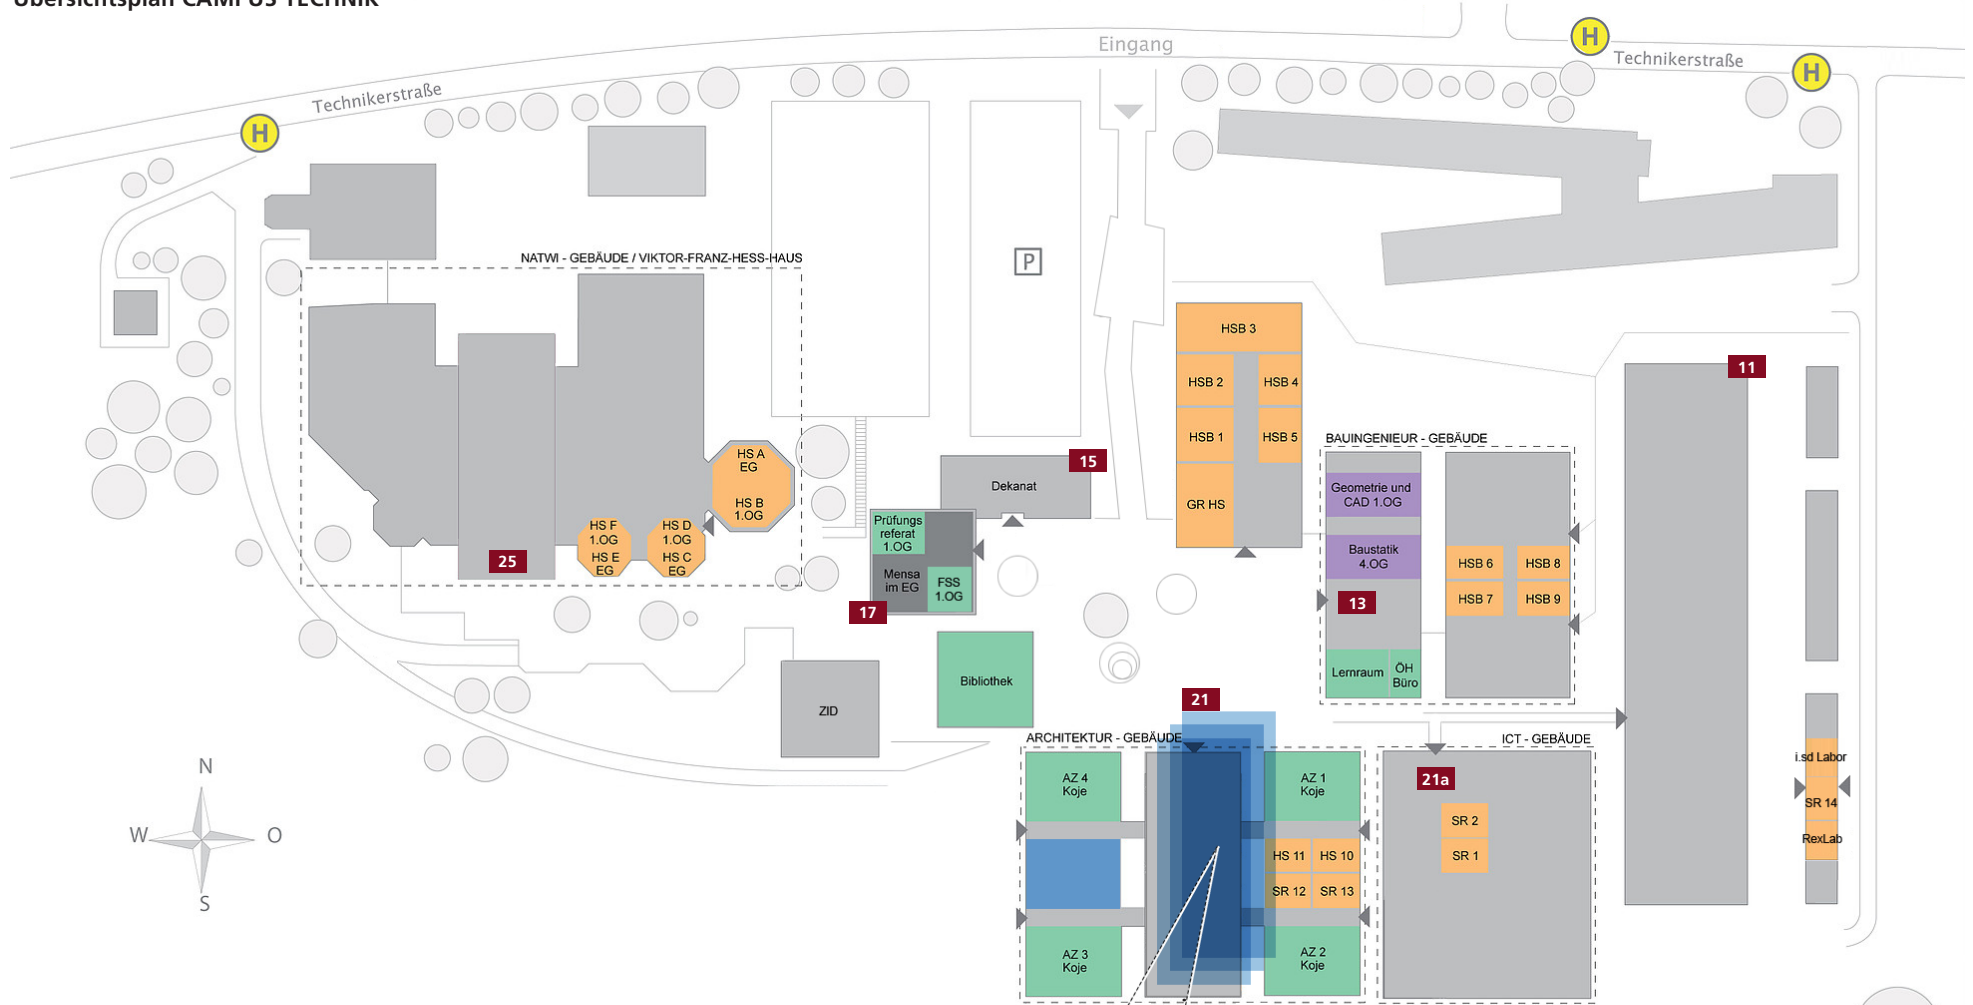 Übersichtsplan CAMPUS TECHNIK
Eingang
H
Technikerstraße
H
Technikerstraße
H
P
NATWI - GEBÄUDE / VIKTOR-FRANZ-HESS-HAUS
HS A
EG
HS B
1.OG
HS F
1.OG
HS E
EG
HS D
1.OG
HS C
EG
25
15
Dekanat
Prüfungs
referat
1.OG
Mensa
im EG
FSS
1.OG
17
Bibliothek
ZID
HSB 3
HSB 2
HSB 4
HSB 1
HSB 5
GR HS
BAUINGENIEUR - GEBÄUDE
Geometrie und
CAD 1.OG
Baustatik
4.OG
13
Lernraum
ÖH
Büro
HSB 6
HSB 8
HSB 7
HSB 9
11
21
ARCHITEKTUR - GEBÄUDE
AZ 4
Koje
AZ 1
Koje
HS 11
HS 10
SR 12
SR 13
AZ 3
Koje
AZ 2
Koje
ICT - GEBÄUDE
21a
SR 2
SR 1
i.sd Labor
SR 14
RexLab
N
W
O
S